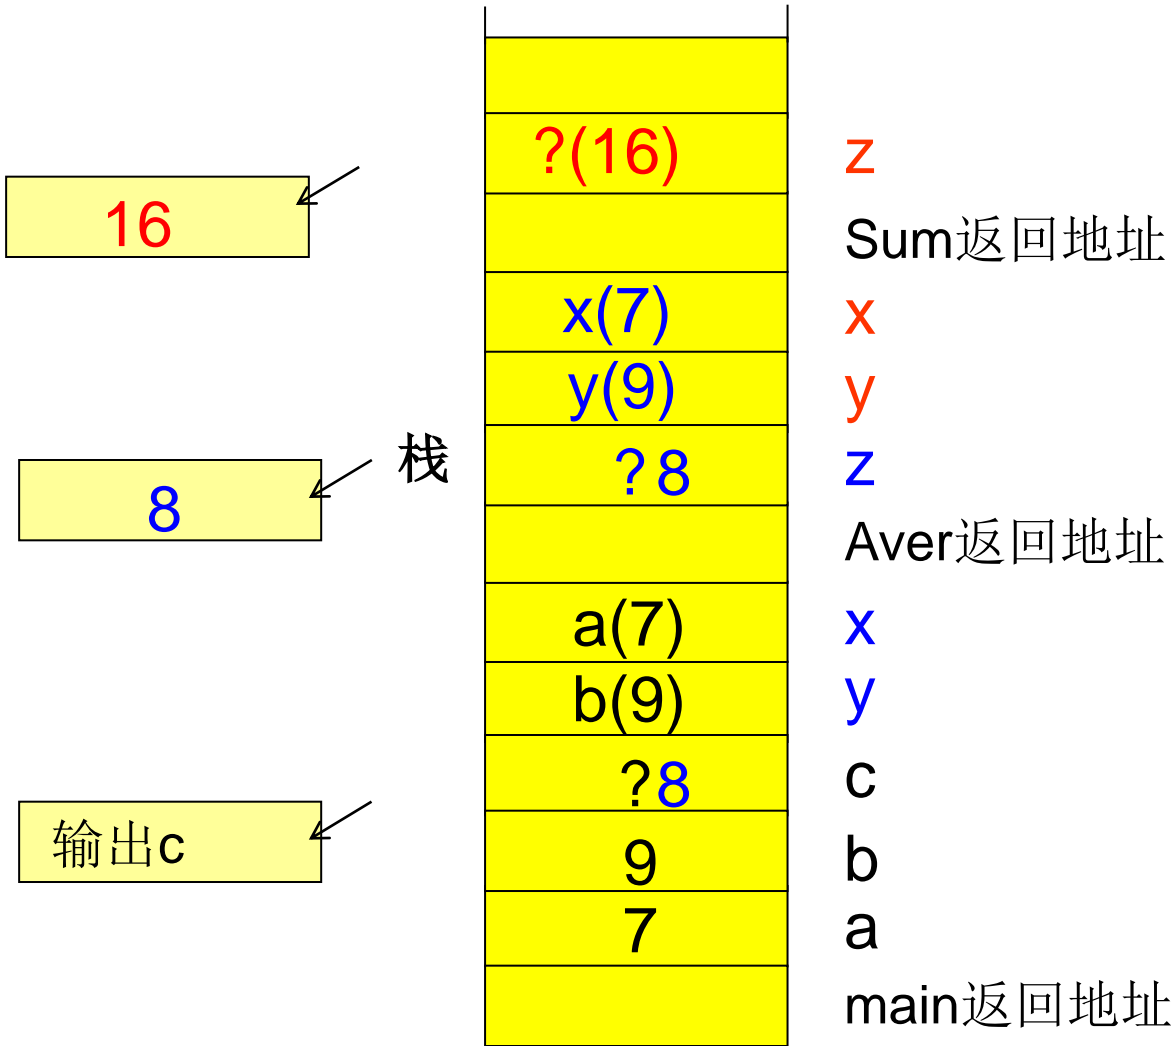 ?(16) z
16
Sum返回地址
x(7) x
y(9) y
栈
?8 z
8
Aver返回地址
a(7) x
b(9) y
?8 c
输出c
9 b
7 a
main返回地址